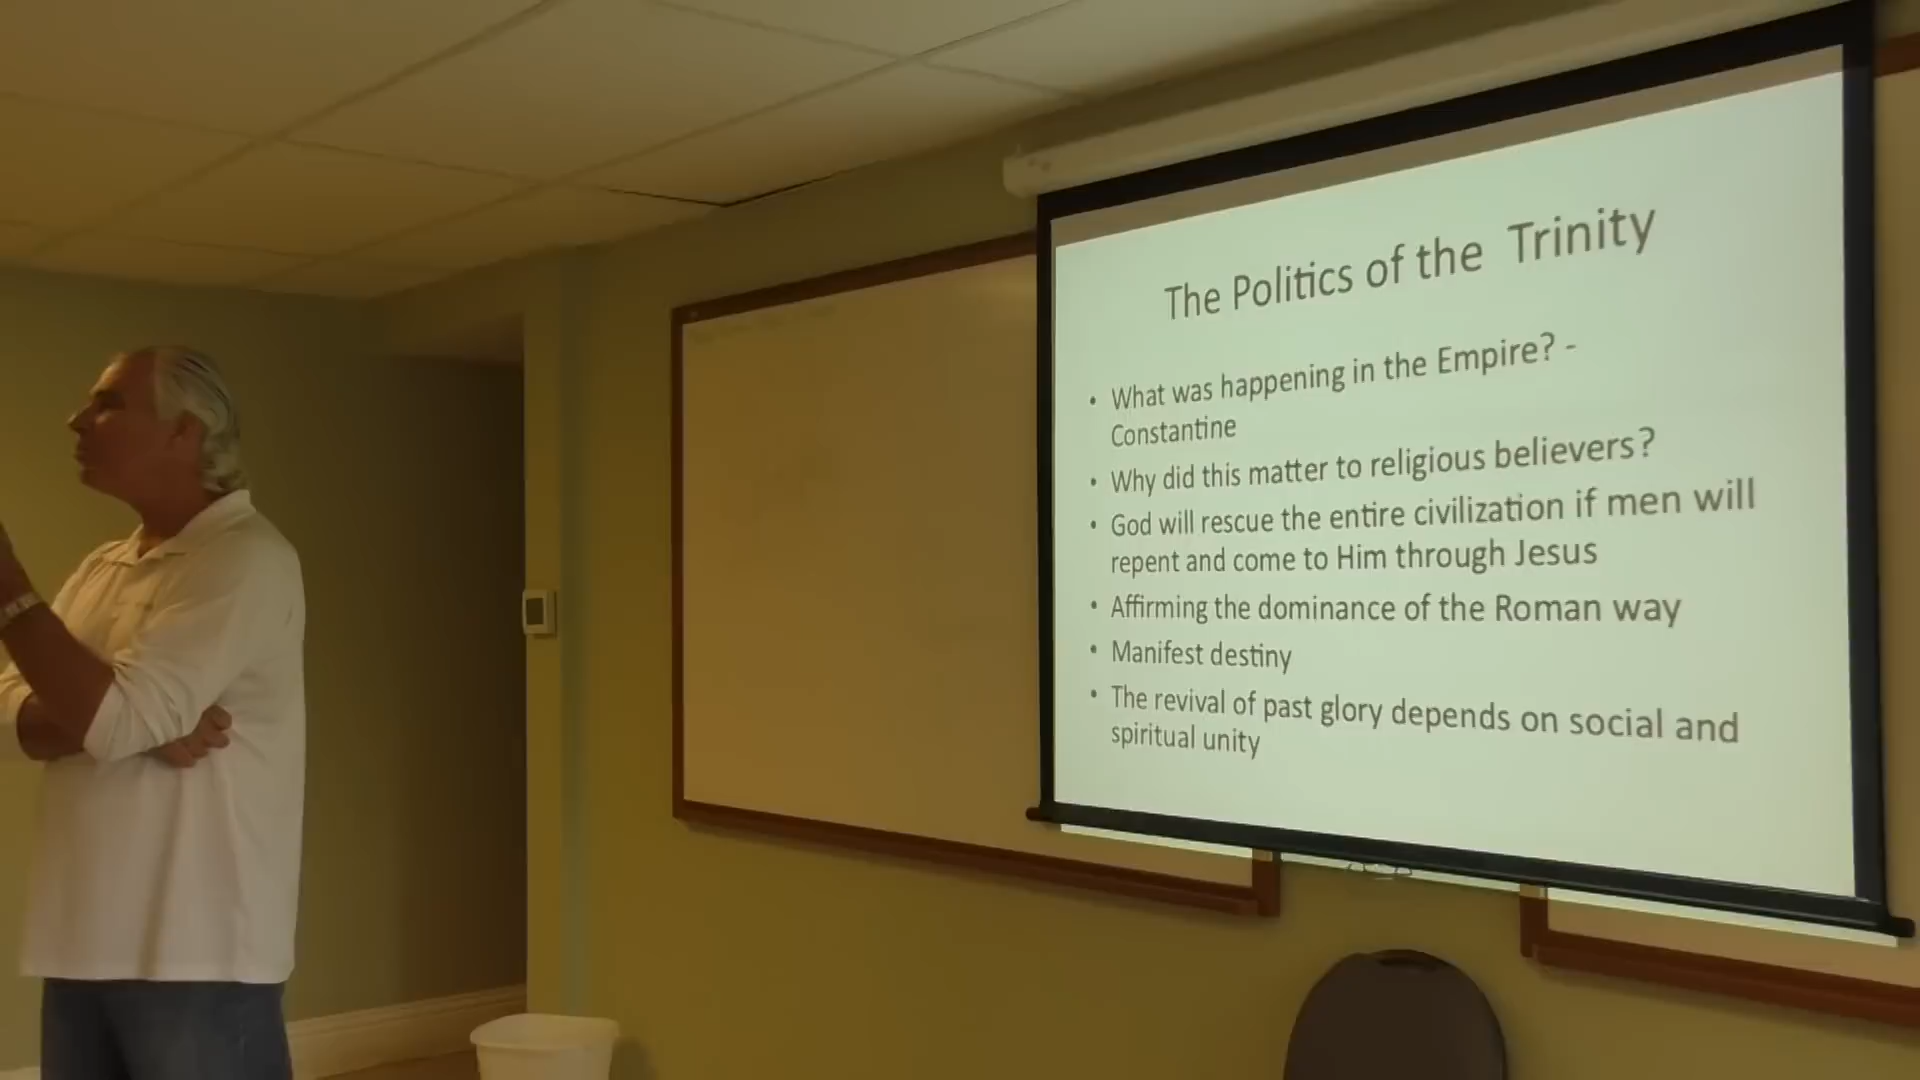 The Politics of the Trinity
• What was happening in the Empire? -
Constantine
• Why did this matter to religious believers?
• God will rescue the entire civilization if men will
repent and come to Him through Jesus
• Affirming the dominance of the Roman way
• Manifest destiny
• The revival of past glory depends on social and
spiritual unity